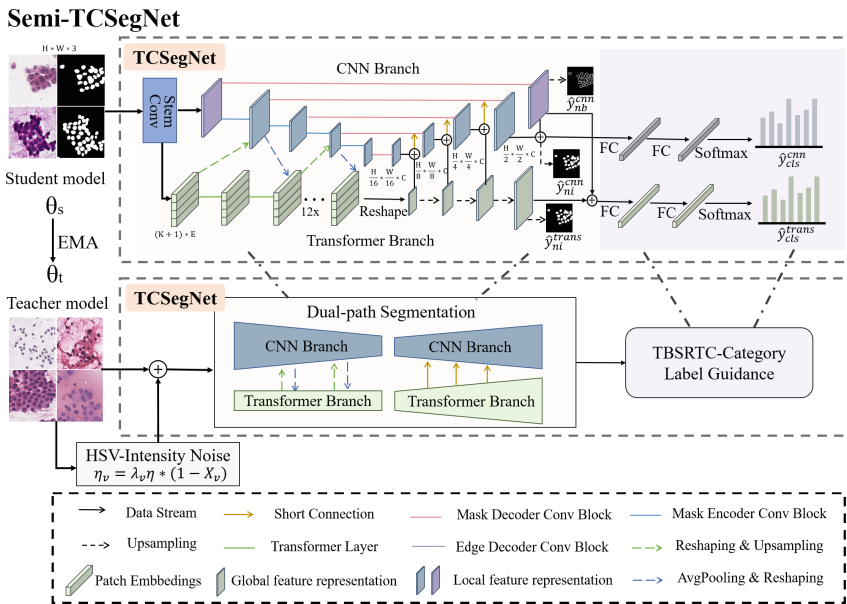 Semi-TCSegNet
H * W * 3
TCSegNet
CNN Branch
Stem Conv
ŷ_nb^cnn
H/16 * W/16 * C
H/8 * W/8 * C
H/4 * W/4 * C
H/2 * W/2 * C
ŷ_ni^cnn
FC
FC
Softmax
ŷ_cls^cnn
Student model
θs
EMA
θt
Teacher model
(K + 1) * E
12x
Reshape
Transformer Branch
ŷ_ni^trans
FC
FC
Softmax
ŷ_cls^trans
TCSegNet
Dual-path Segmentation
CNN Branch
CNN Branch
Transformer Branch
Transformer Branch
TBSRTC-Category
Label Guidance
HSV-Intensity Noise
η_v = λ_v η * (1 − X_v)
Data Stream
Short Connection
Mask Decoder Conv Block
Mask Encoder Conv Block
Upsampling
Transformer Layer
Edge Decoder Conv Block
Reshaping & Upsampling
Patch Embbedings
Global feature representation
Local feature representation
AvgPooling & Reshaping